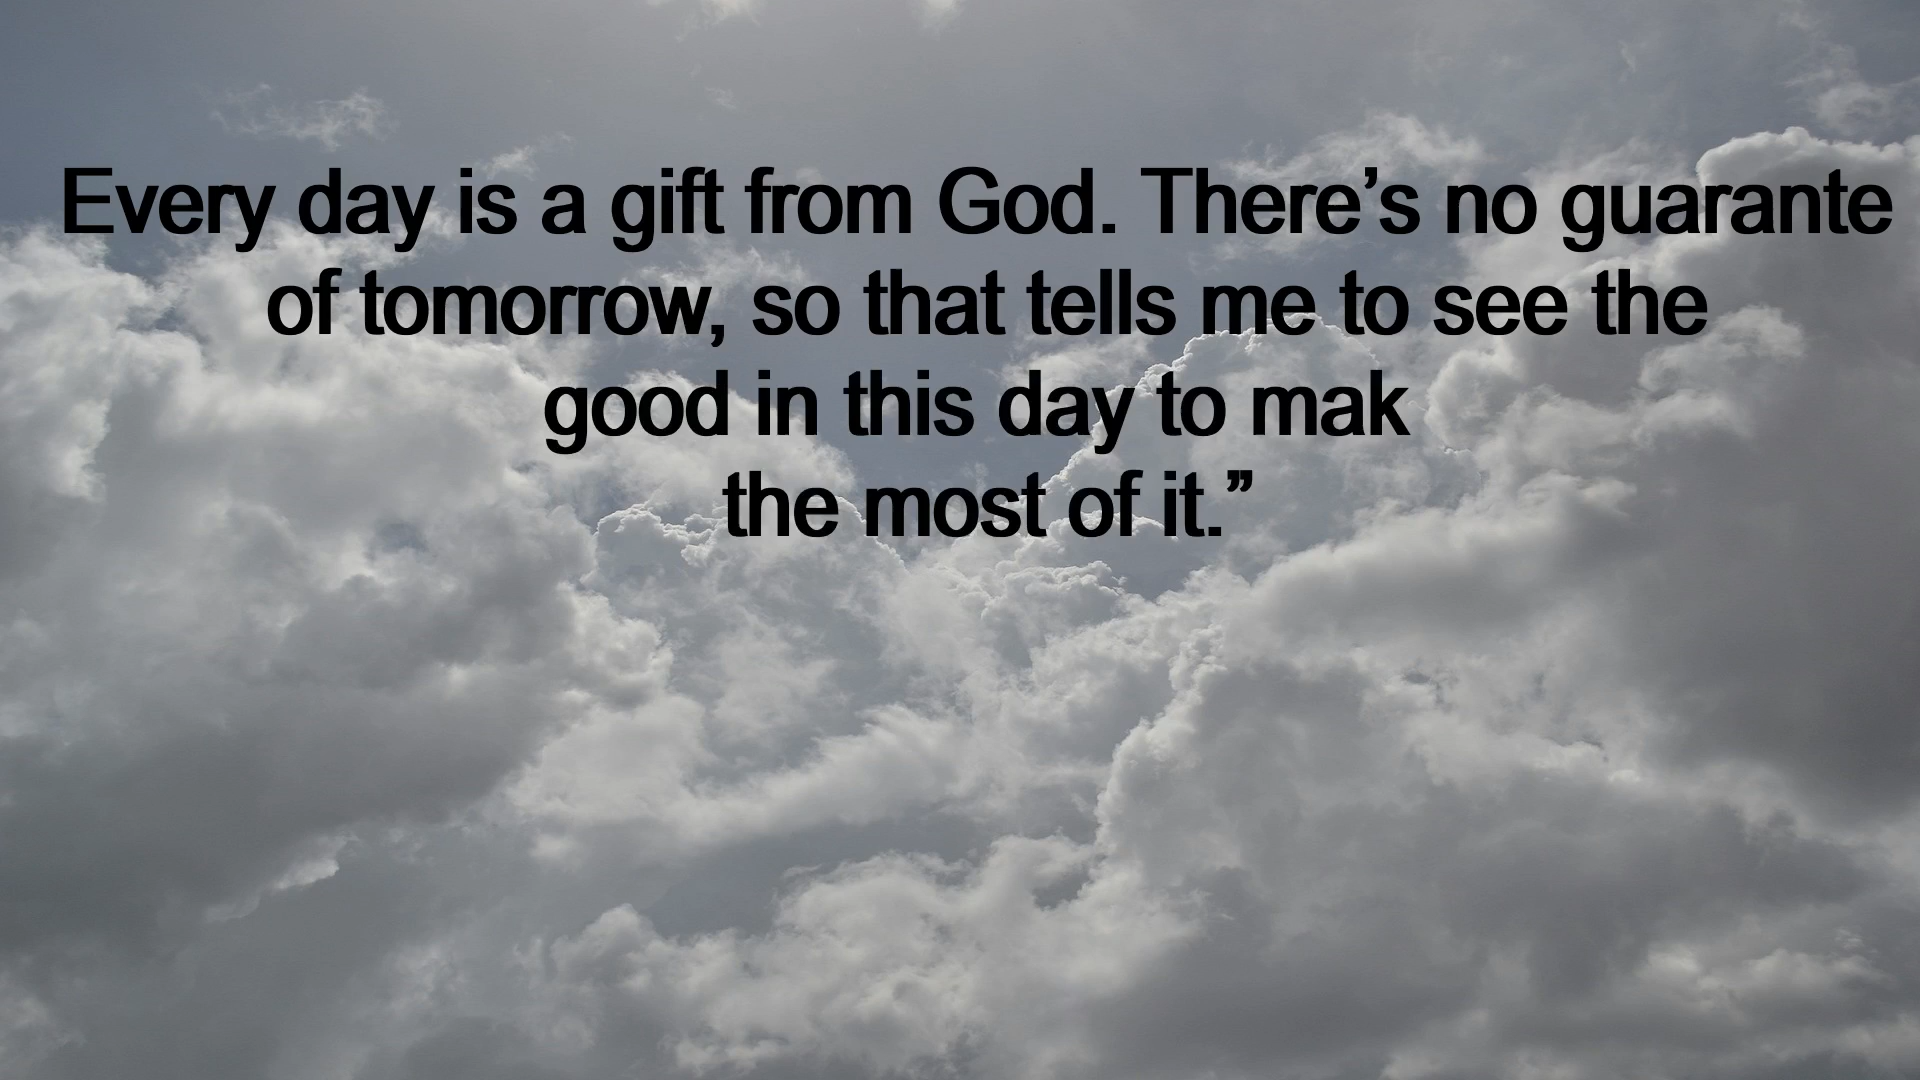 Every day is a gift from God. There’s no guarante
of tomorrow, so that tells me to see the
good in this day to mak
the most of it.”